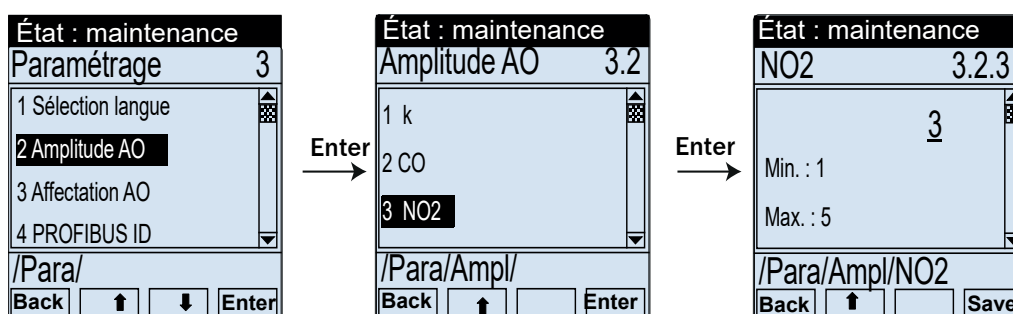 État : maintenance
Paramétrage 3
1 Sélection langue
2 Amplitude AO
3 Affectation AO
4 PROFIBUS ID
/Para/
Back Enter
Enter
État : maintenance
Amplitude AO 3.2
1 k
2 CO
3 NO2
/Para/Ampl/
Back Enter
Enter
État : maintenance
NO2 3.2.3
3
Min. : 1
Max. : 5
/Para/Ampl/NO2
Back Save